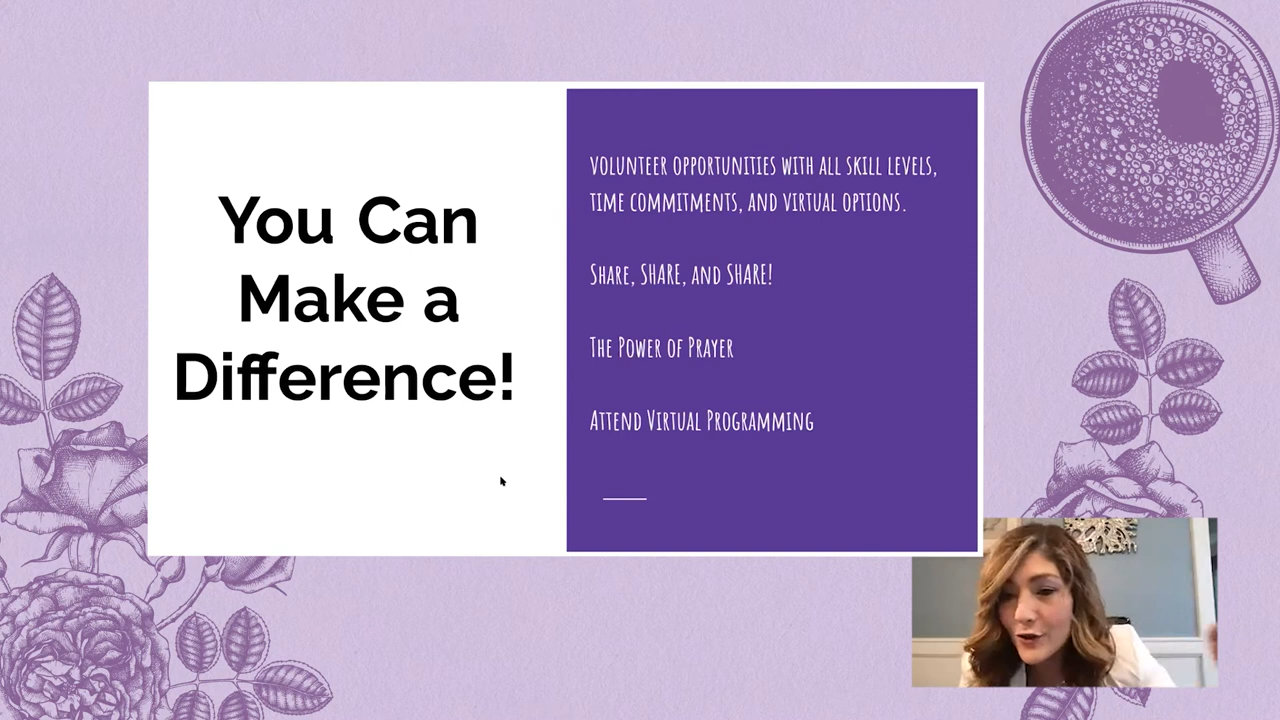 You Can
Make a
Difference!
VOLUNTEER OPPORTUNITIES WITH ALL SKILL LEVELS,
TIME COMMITMENTS, AND VIRTUAL OPTIONS.
Share, SHARE, and SHARE!
The Power of Prayer
Attend Virtual Programming